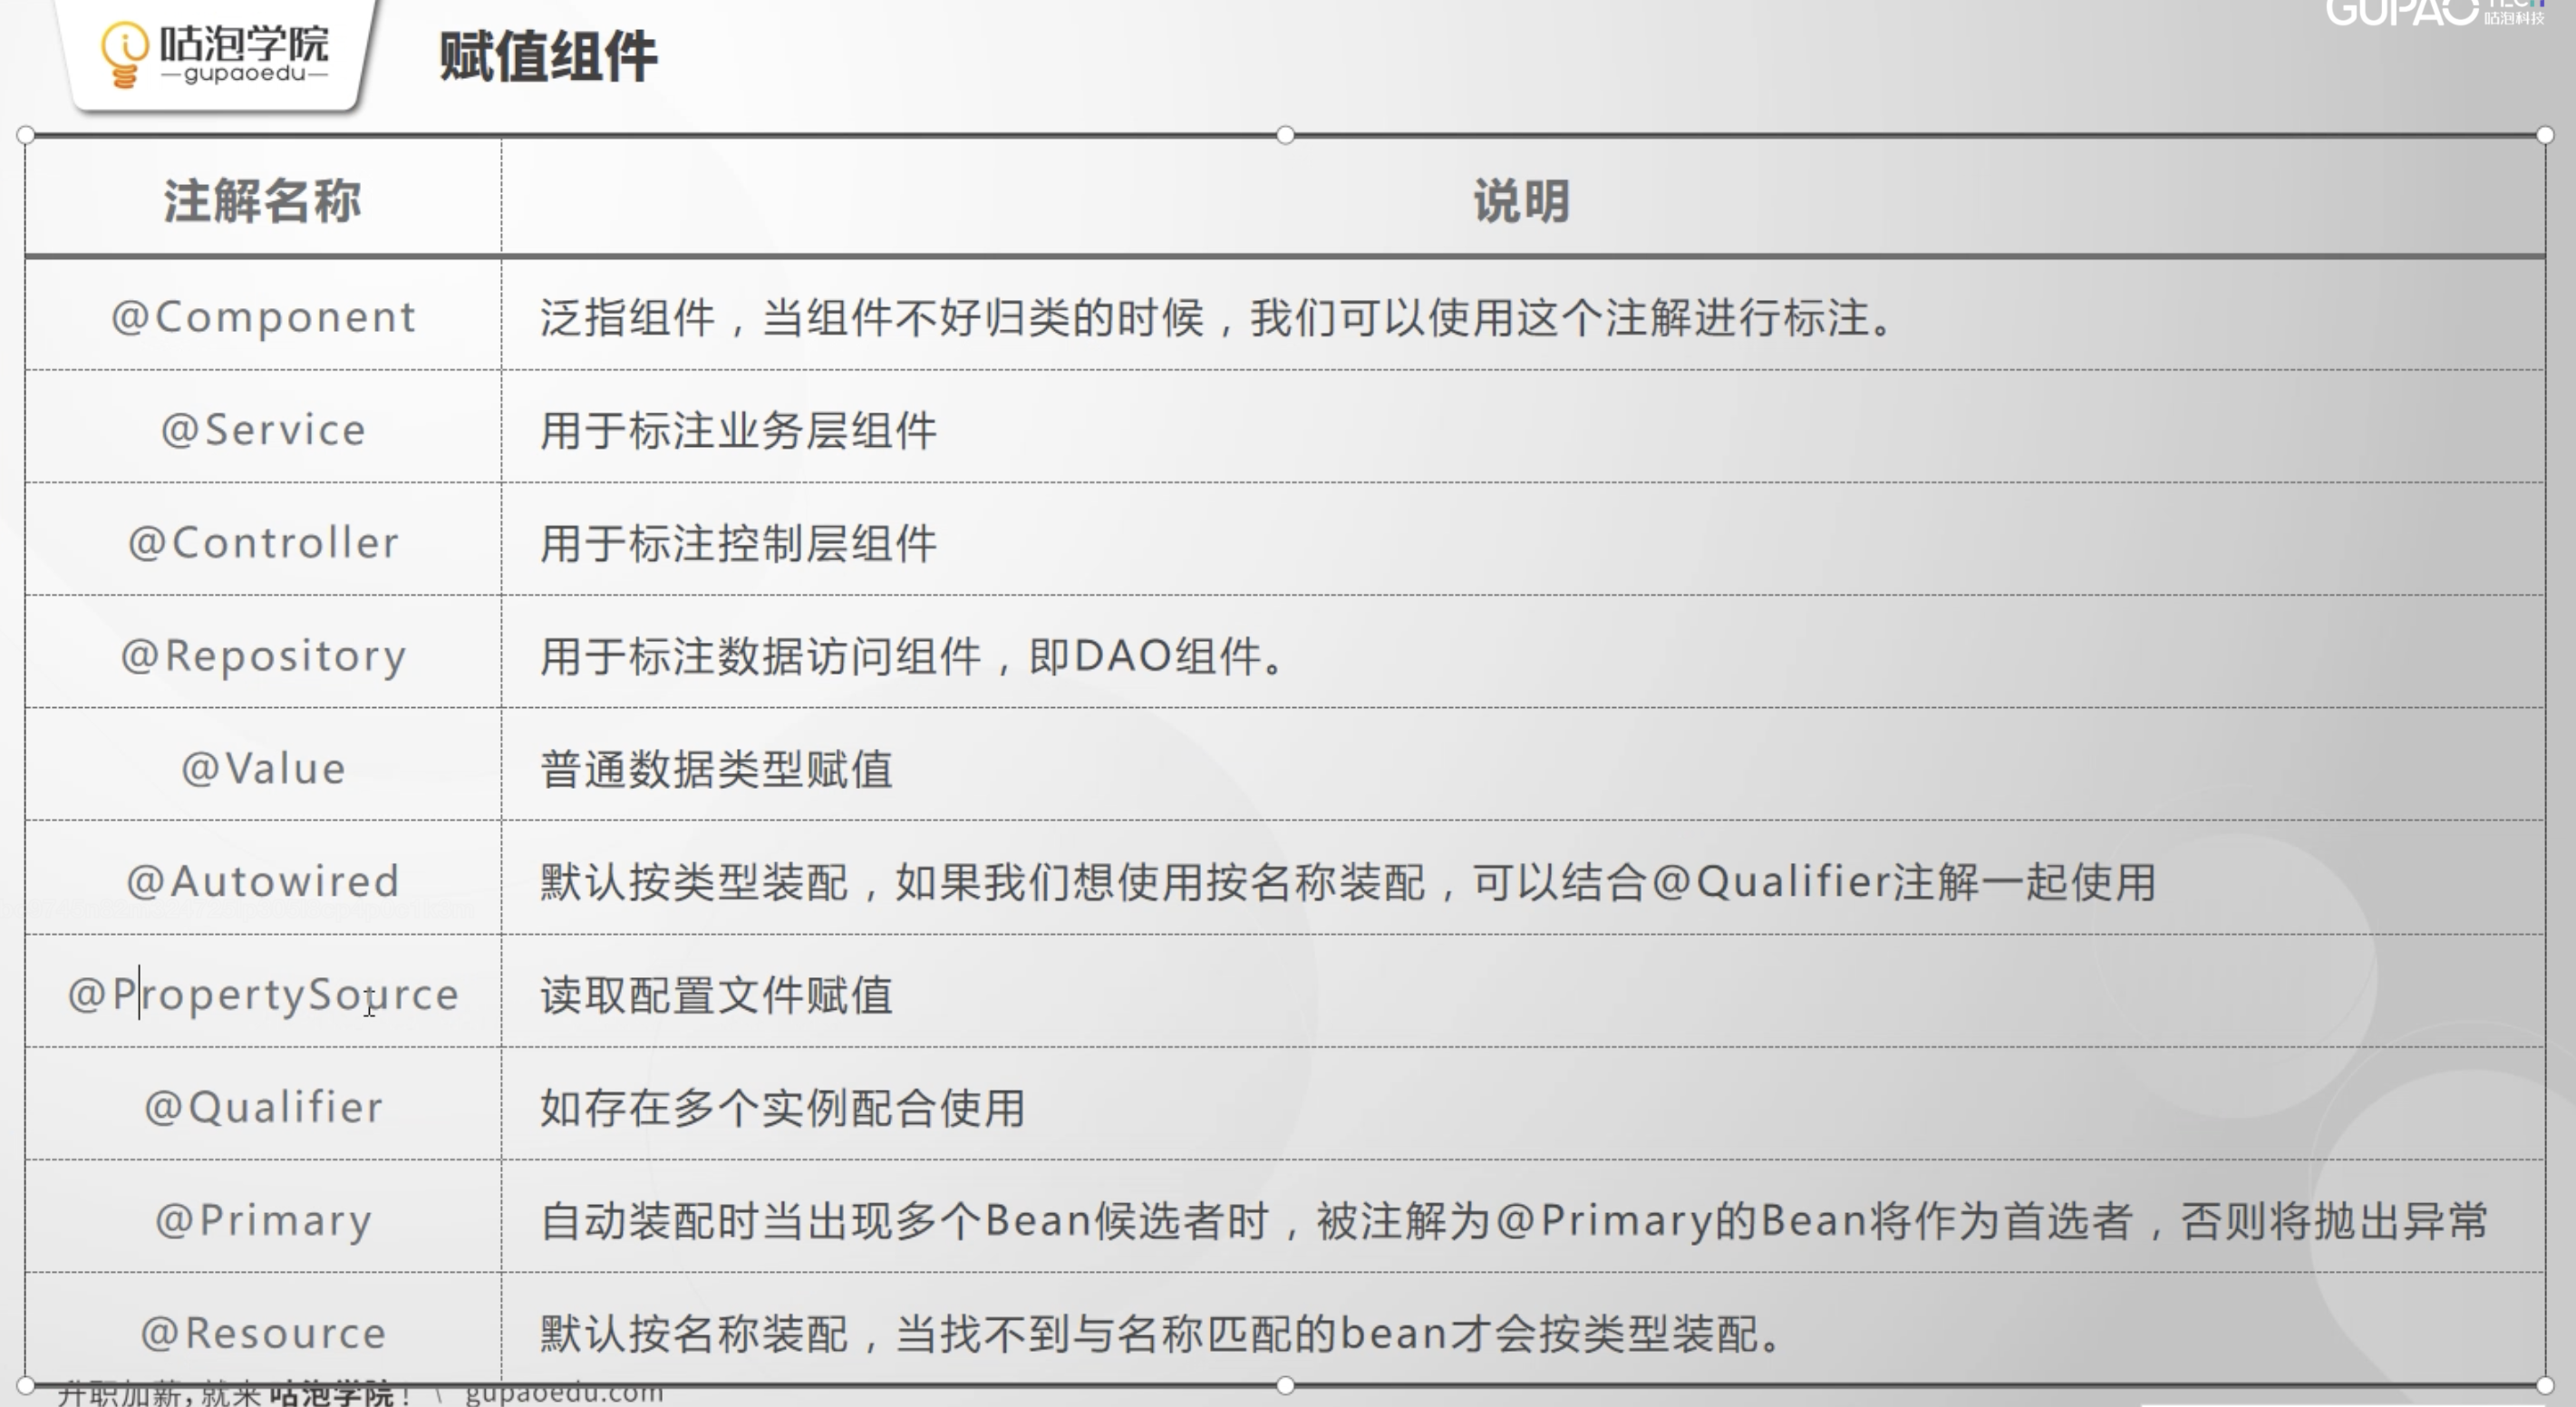 咕泡学院
—gupaoedu—
赋值组件
GUPAO TECH
咕泡科技
注解名称 说明
@Component 泛指组件，当组件不好归类的时候，我们可以使用这个注解进行标注。
@Service 用于标注业务层组件
@Controller 用于标注控制层组件
@Repository 用于标注数据访问组件，即DAO组件。
@Value 普通数据类型赋值
@Autowired 默认按类型装配，如果我们想使用按名称装配，可以结合@Qualifier注解一起使用
@PropertySource 读取配置文件赋值
@Qualifier 如存在多个实例配合使用
@Primary 自动装配时当出现多个Bean候选者时，被注解为@Primary的Bean将作为首选者，否则将抛出异常
@Resource 默认按名称装配，当找不到与名称匹配的bean才会按类型装配。
升职加薪，就来 咕泡学院！ \ gupaoedu.com